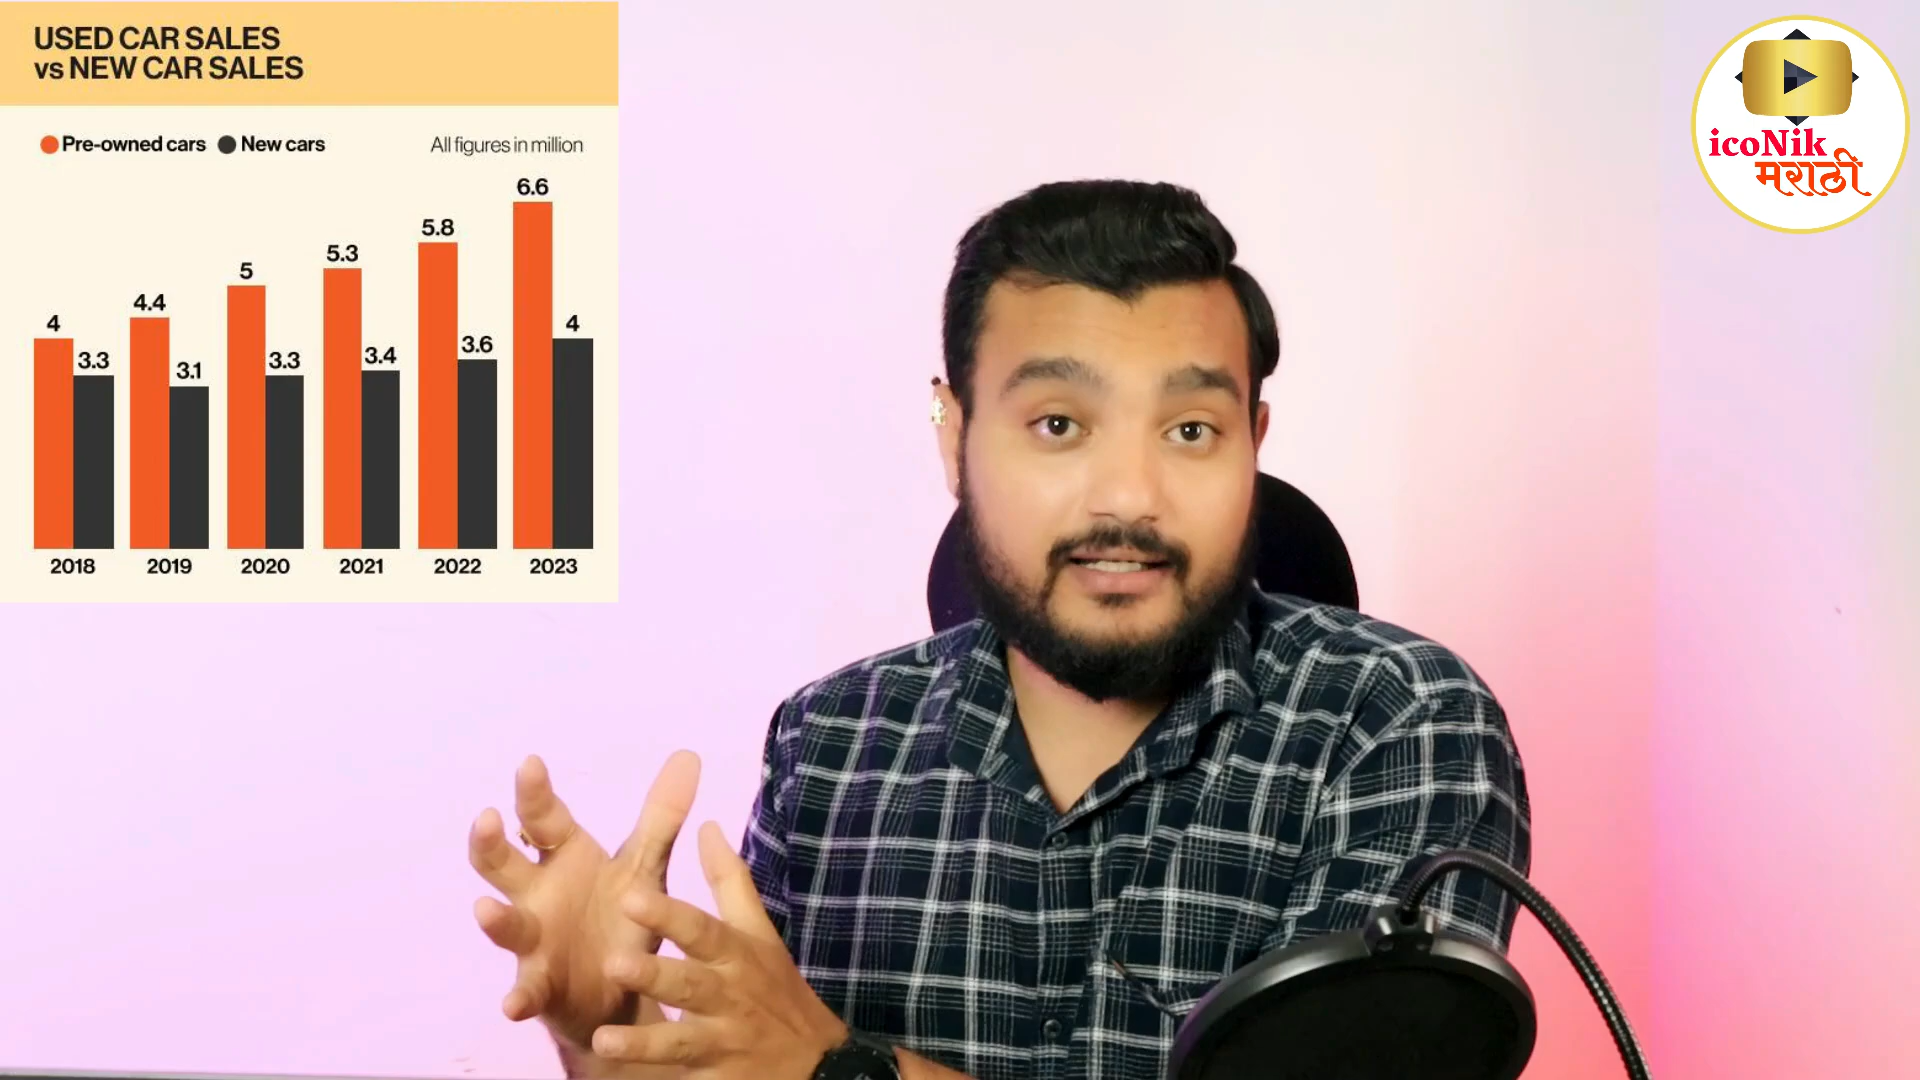 USED CAR SALES
vs NEW CAR SALES
Pre-owned cars New cars All figures in million
4 3.3 4.4 3.1 5 3.3 5.3 3.4 5.8 3.6 6.6 4
2018 2019 2020 2021 2022 2023
icoNik
मराठी